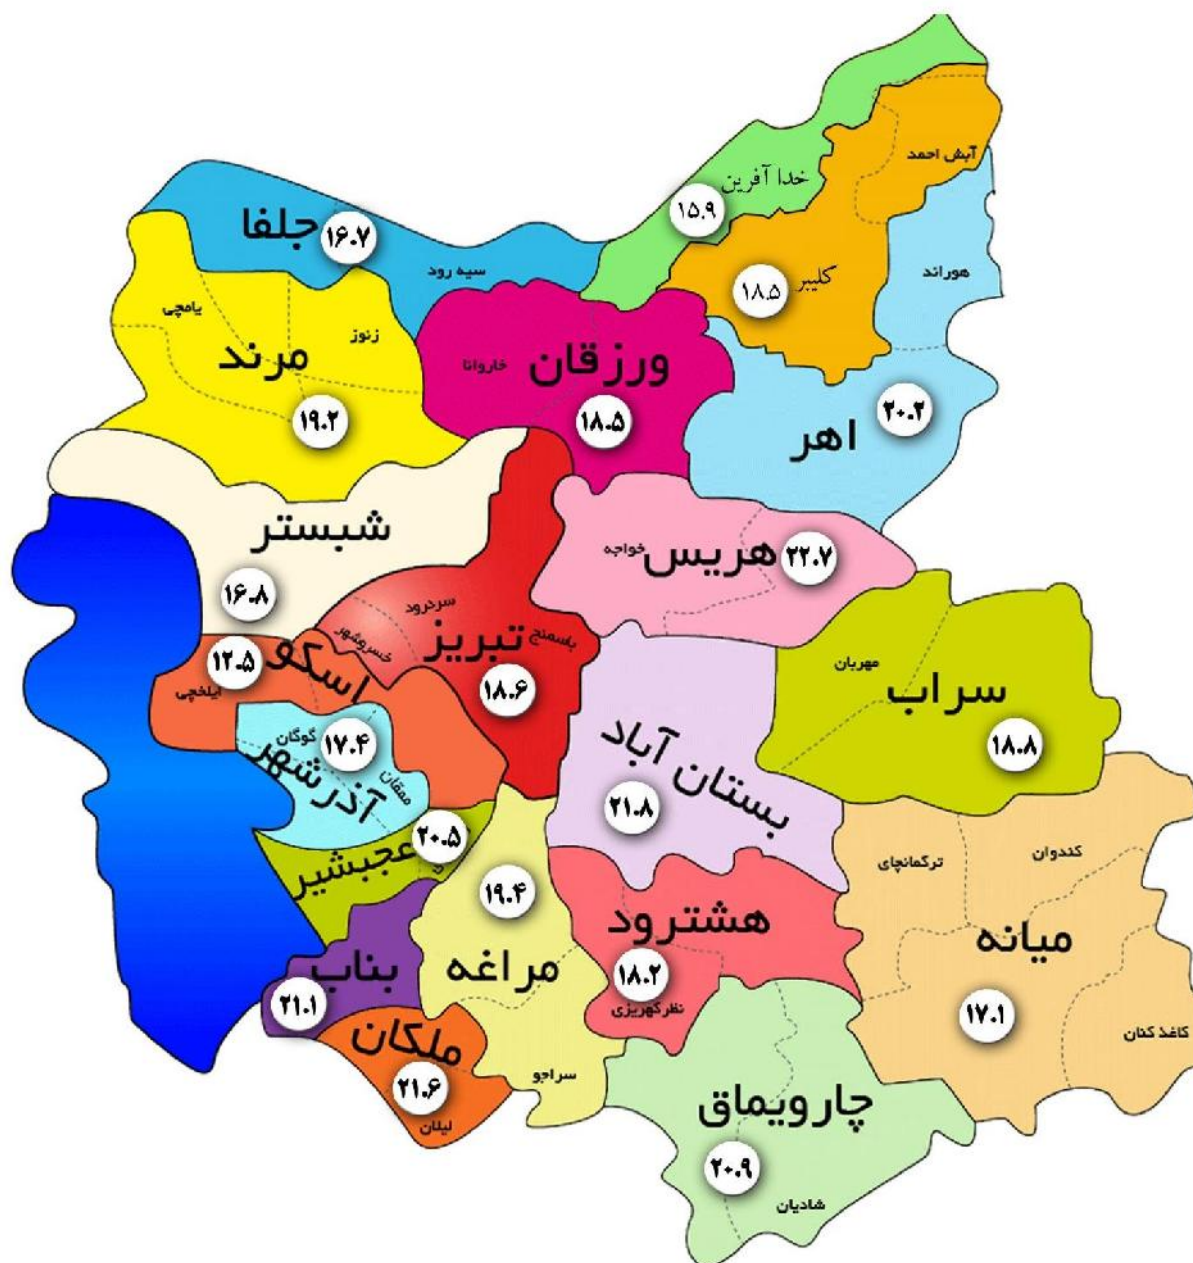 آبش احمد
خدا آفرین
۱۵.۹
جلفا
۱۶.۷
سیه رود
کلیبر
۱۸.۵
هوراند
یامچی
زنوز
مرند
۱۹.۲
ورزقان
خاروانا
۱۸.۵
اهر
۲۰.۲
شبستر
۱۶.۸
هریس
خواجه
۲۲.۷
سردرود
خسروشهر
تبریز
باسمنج
۱۸.۶
اسکو
۱۲.۵
ایلخچی
مهربان
سراب
۱۸.۸
گوگان
۱۷.۴
ممقان
آذرشهر
بستان آباد
۲۱.۸
عجبشیر
۲۰.۵
ترکمانچای
کندوان
میانه
۱۷.۱
کاغذ کنان
۱۹.۴
مراغه
سراجو
هشترود
۱۸.۲
نظرکهریزی
بناب
۲۱.۱
ملکان
۲۱.۶
لیلان
چارویماق
۲۰.۹
شادیان